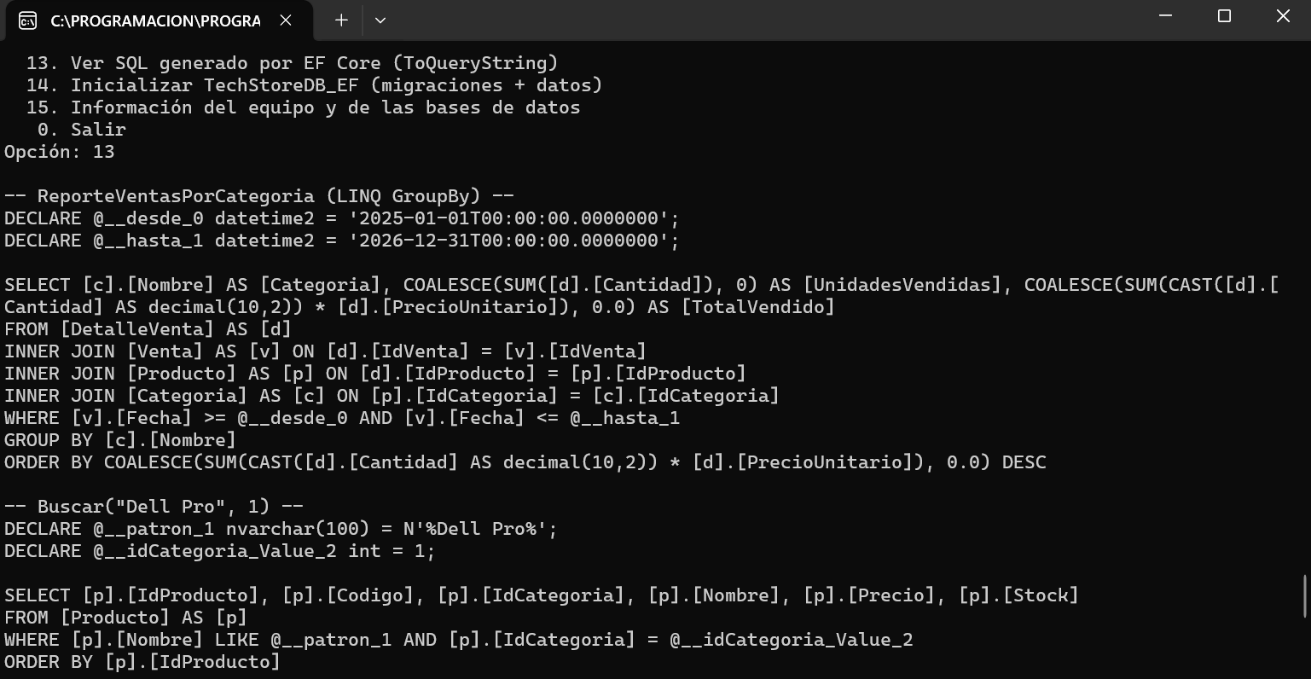 C:\PROGRAMACION\PROGRA
13. Ver SQL generado por EF Core (ToQueryString)
14. Inicializar TechStoreDB_EF (migraciones + datos)
15. Información del equipo y de las bases de datos
0. Salir
Opción: 13
-- ReporteVentasPorCategoria (LINQ GroupBy) --
DECLARE @__desde_0 datetime2 = '2025-01-01T00:00:00.0000000';
DECLARE @__hasta_1 datetime2 = '2026-12-31T00:00:00.0000000';
SELECT [c].[Nombre] AS [Categoria], COALESCE(SUM([d].[Cantidad]), 0) AS [UnidadesVendidas], COALESCE(SUM(CAST([d].[
Cantidad] AS decimal(10,2)) * [d].[PrecioUnitario]), 0.0) AS [TotalVendido]
FROM [DetalleVenta] AS [d]
INNER JOIN [Venta] AS [v] ON [d].[IdVenta] = [v].[IdVenta]
INNER JOIN [Producto] AS [p] ON [d].[IdProducto] = [p].[IdProducto]
INNER JOIN [Categoria] AS [c] ON [p].[IdCategoria] = [c].[IdCategoria]
WHERE [v].[Fecha] >= @__desde_0 AND [v].[Fecha] <= @__hasta_1
GROUP BY [c].[Nombre]
ORDER BY COALESCE(SUM(CAST([d].[Cantidad] AS decimal(10,2)) * [d].[PrecioUnitario]), 0.0) DESC
-- Buscar("Dell Pro", 1) --
DECLARE @__patron_1 nvarchar(100) = N'%Dell Pro%';
DECLARE @__idCategoria_Value_2 int = 1;
SELECT [p].[IdProducto], [p].[Codigo], [p].[IdCategoria], [p].[Nombre], [p].[Precio], [p].[Stock]
FROM [Producto] AS [p]
WHERE [p].[Nombre] LIKE @__patron_1 AND [p].[IdCategoria] = @__idCategoria_Value_2
ORDER BY [p].[IdProducto]